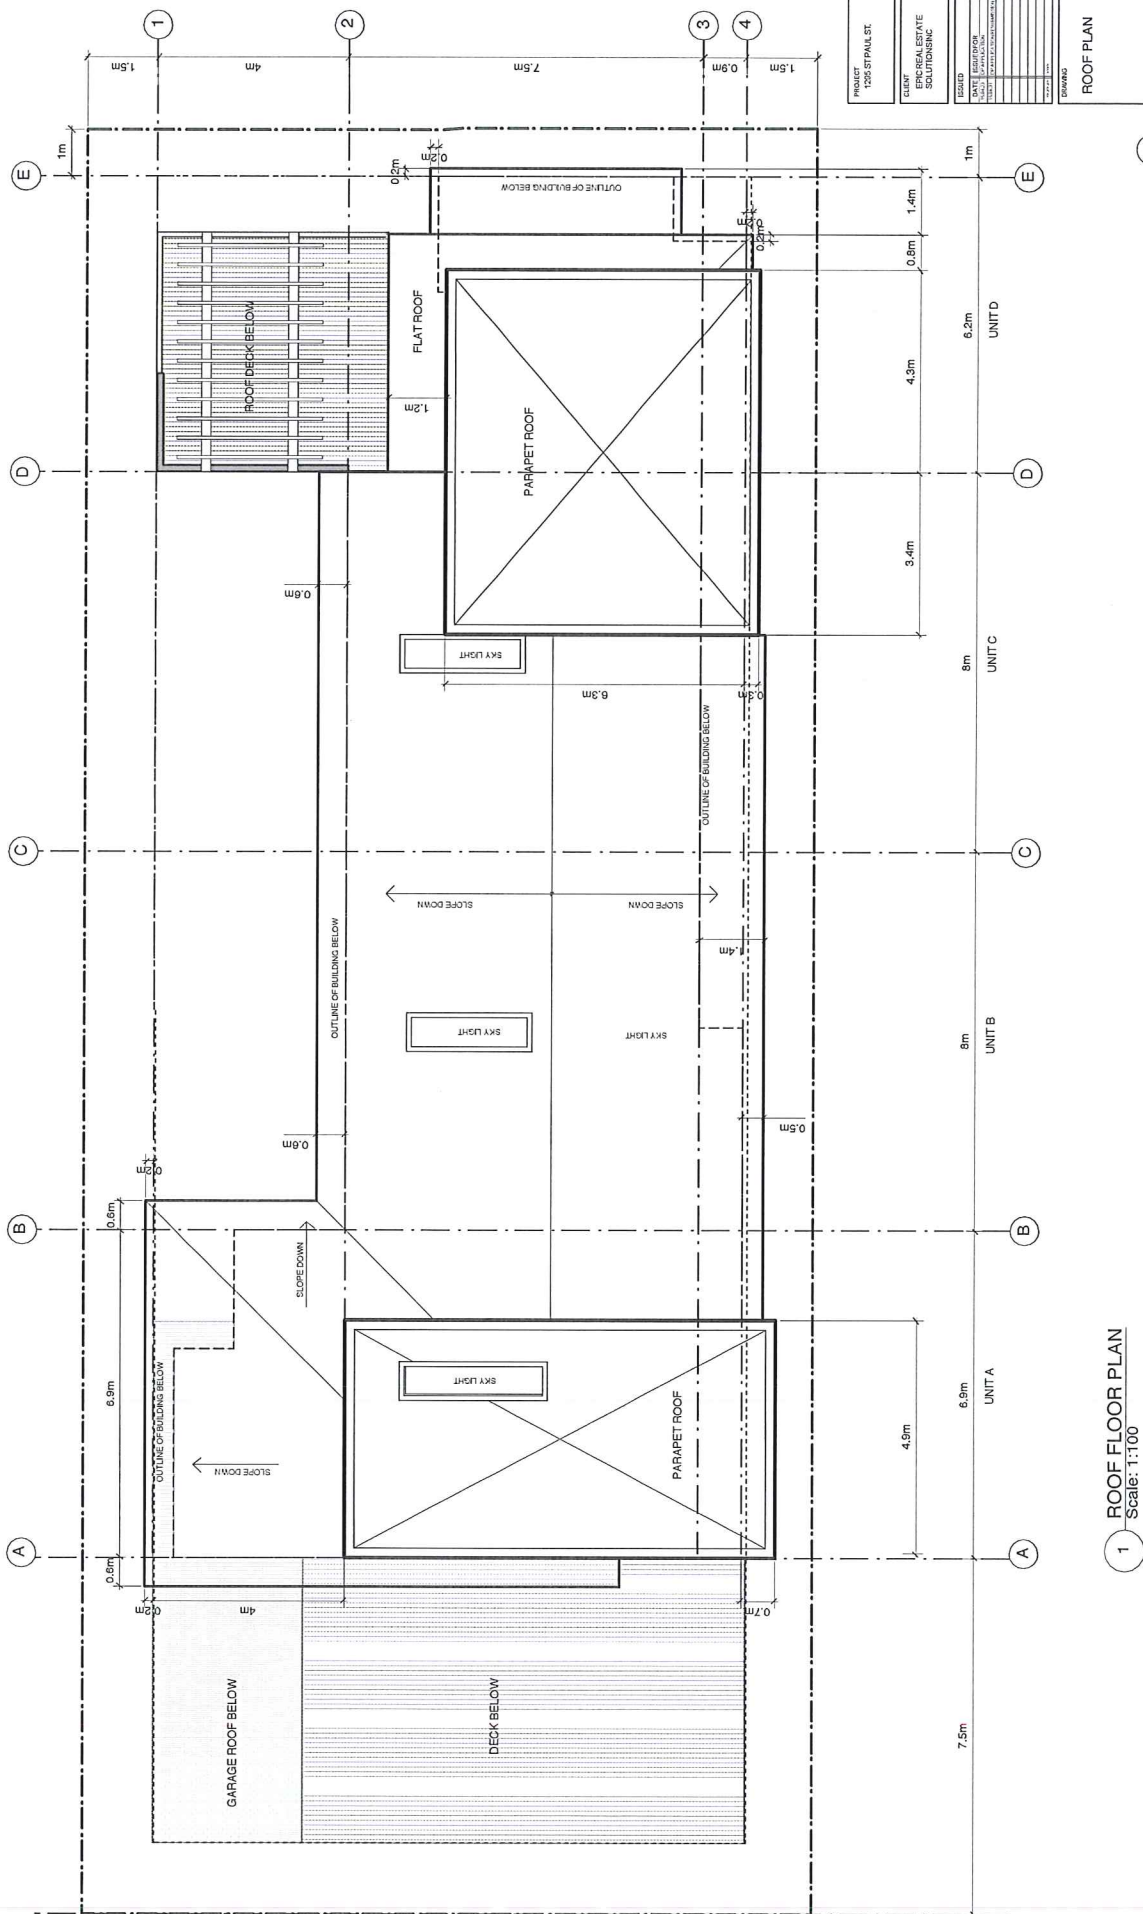 1
2
3
4
1.5m
4m
7.5m
0.9m
1.5m
PROJECT
1295 ST PAUL ST.
CLIENT
EPIC REAL ESTATE
SOLUTIONS INC
ISSUED
DATE
ISSUED FOR
DRAWING
ROOF PLAN
1m
1m
E
E
0.2m
0.2m
OUTLINE OF BUILDING BELOW
0.2m
1.4m
0.8m
ROOF DECK BELOW
FLAT ROOF
1.2m
PARAPET ROOF
4.3m
6.2m
UNIT D
D
D
3.4m
0.6m
SKY LIGHT
6.3m
0.3m
OUTLINE OF BUILDING BELOW
8m
UNIT C
C
C
SLOPE DOWN
SLOPE DOWN
1.4m
OUTLINE OF BUILDING BELOW
SKY LIGHT
SKY LIGHT
8m
UNIT B
0.6m
0.5m
0.2m
0.6m
B
B
SLOPE DOWN
6.9m
OUTLINE OF BUILDING BELOW
SLOPE DOWN
SKY LIGHT
PARAPET ROOF
4.9m
6.9m
UNIT A
A
A
0.6m
0.2m
4m
0.7m
GARAGE ROOF BELOW
DECK BELOW
7.5m
1
ROOF FLOOR PLAN
Scale: 1:100